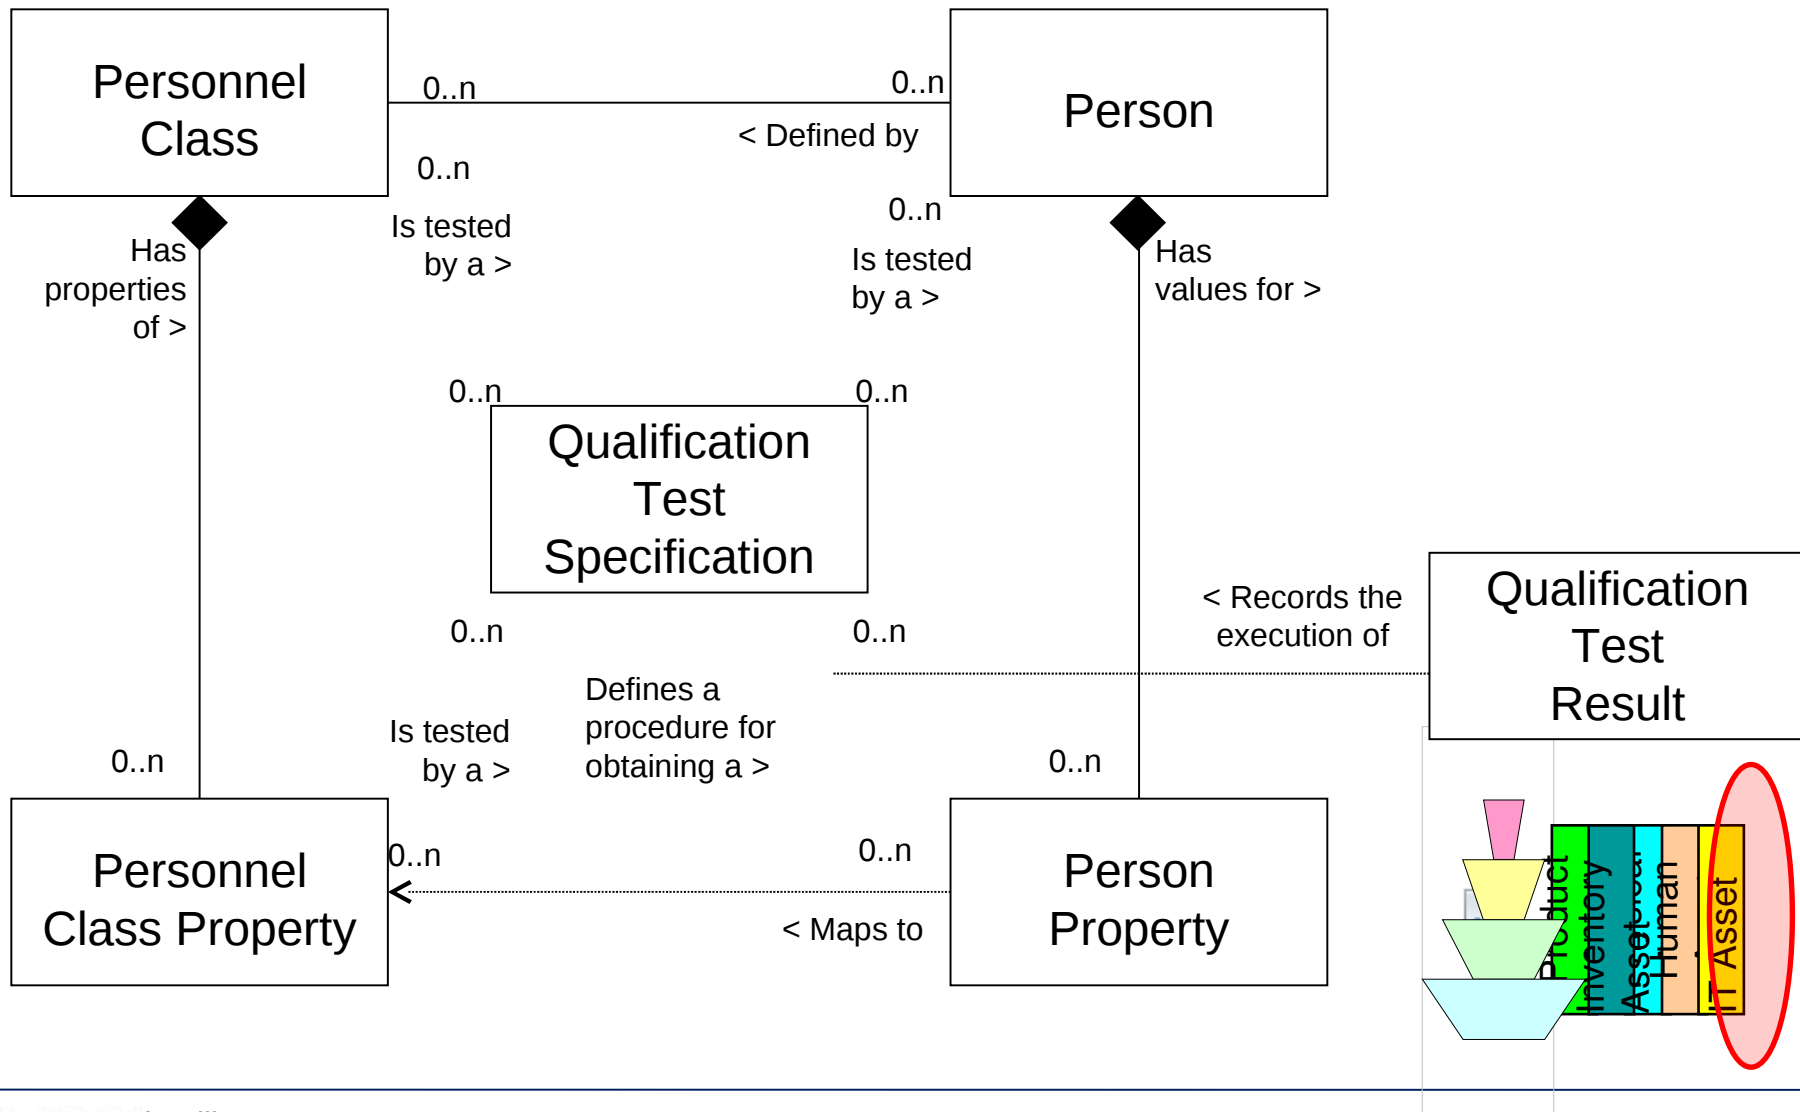 Personnel
Class
0..n
0..n
< Defined by
Person
0..n
Is tested
by a >
0..n
Is tested
by a >
Has
properties
of >
Has
values for >
0..n
0..n
Qualification
Test
Specification
0..n
0..n
< Records the
execution of
Qualification
Test
Result
Defines a
procedure for
obtaining a >
Is tested
by a >
0..n
0..n
Personnel
Class Property
0..n
0..n
< Maps to
Person
Property
Product
Inventory
Asset
Human
IT Asset